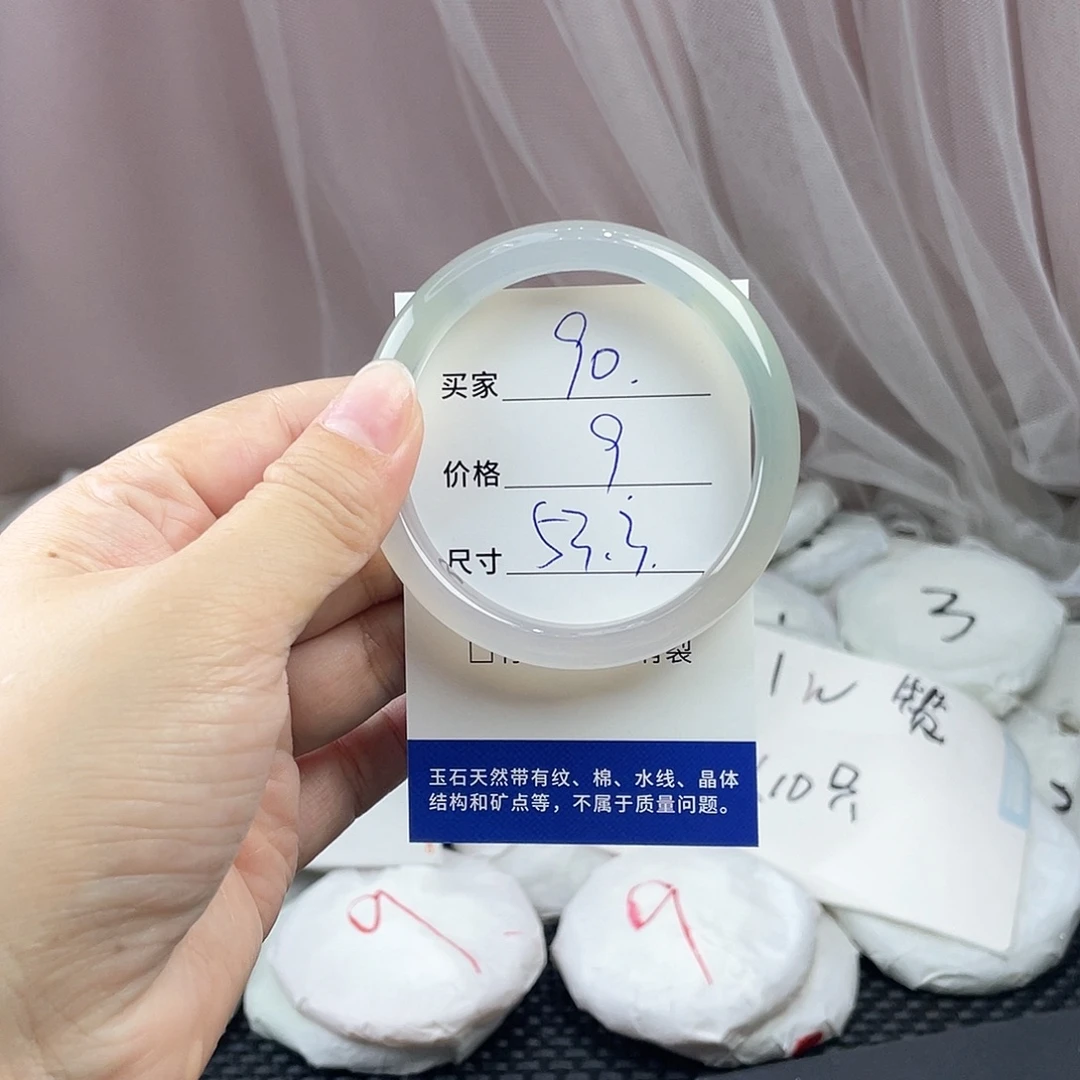 买家 90.
价格 9
尺寸 53.3.
玉石天然带有纹、棉、水线、晶体
结构和矿点等，不属于质量问题。
3
1w
10只
9
9